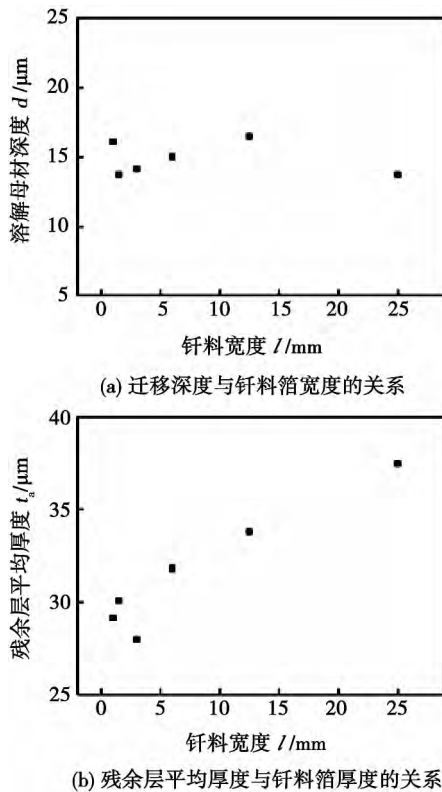 25
20
15
10
5
溶解母材深度 d /μm
0 5 10 15 20 25
钎料宽度 l /mm
(a) 迁移深度与钎料箔宽度的关系
40
35
30
25
残余层平均厚度 tₐ/μm
0 5 10 15 20 25
钎料宽度 l /mm
(b) 残余层平均厚度与钎料箔厚度的关系